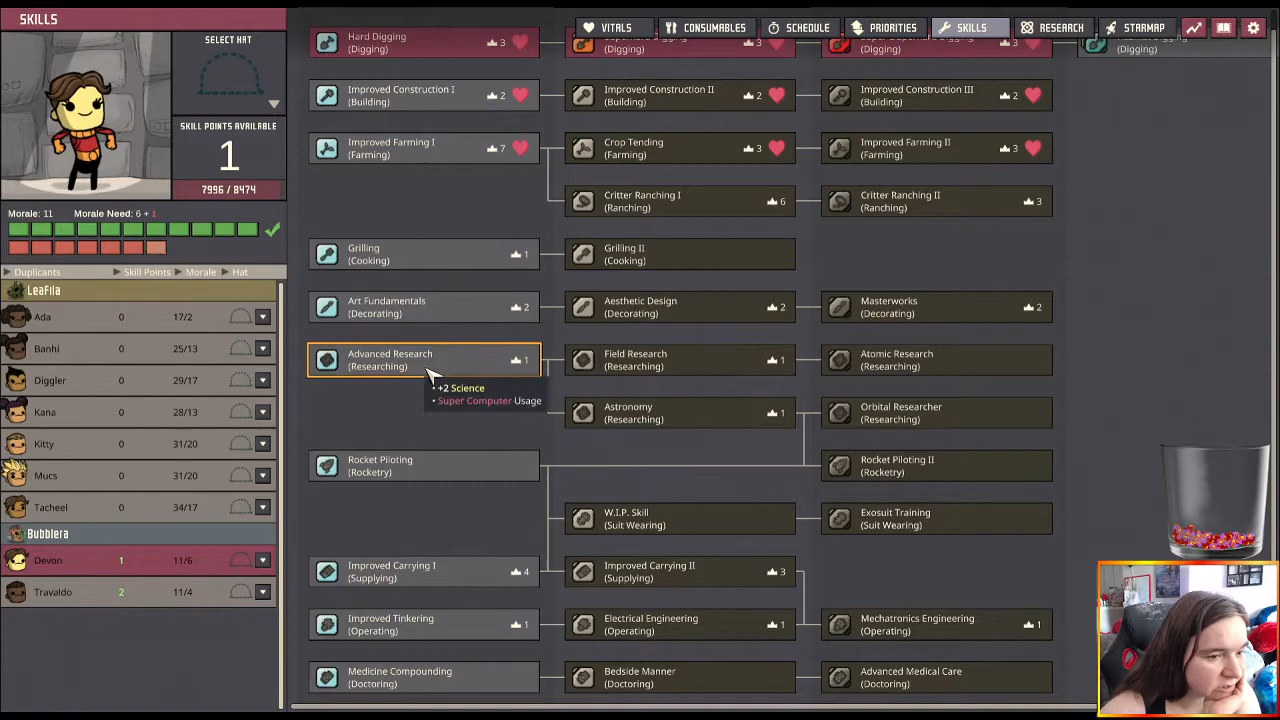 SKILLS
SELECT HAT
SKILL POINTS AVAILABLE
1
7996 / 8474
Morale: 11 Morale Need: 6 + 1
Duplicants Skill Points Morale Hat
LeaFila
Ada 0 17/2
Banhi 0 25/13
Diggler 0 29/17
Kana 0 28/13
Kitty 0 31/20
Mucs 0 31/20
Tacheel 0 34/17
Bubblera
Devon 1 11/6
Travaldo 2 11/4
VITALS CONSUMABLES SCHEDULE PRIORITIES SKILLS RESEARCH STARMAP
Hard Digging
(Digging) 3
(Digging) 3
(Digging) 3
(Digging)
Improved Construction I
(Building) 2
Improved Construction II
(Building) 2
Improved Construction III
(Building) 2
Improved Farming I
(Farming) 7
Crop Tending
(Farming) 3
Improved Farming II
(Farming) 3
Critter Ranching I
(Ranching) 6
Critter Ranching II
(Ranching) 3
Grilling
(Cooking) 1
Grilling II
(Cooking)
Art Fundamentals
(Decorating) 2
Aesthetic Design
(Decorating) 2
Masterworks
(Decorating) 2
Advanced Research
(Researching) 1
Field Research
(Researching) 1
Atomic Research
(Researching)
• +2 Science
• Super Computer Usage
Astronomy
(Researching) 1
Orbital Researcher
(Researching)
Rocket Piloting
(Rocketry)
Rocket Piloting II
(Rocketry)
W.I.P. Skill
(Suit Wearing)
Exosuit Training
(Suit Wearing)
Improved Carrying I
(Supplying) 4
Improved Carrying II
(Supplying) 3
Improved Tinkering
(Operating) 1
Electrical Engineering
(Operating) 1
Mechatronics Engineering
(Operating) 1
Medicine Compounding
(Doctoring)
Bedside Manner
(Doctoring)
Advanced Medical Care
(Doctoring)